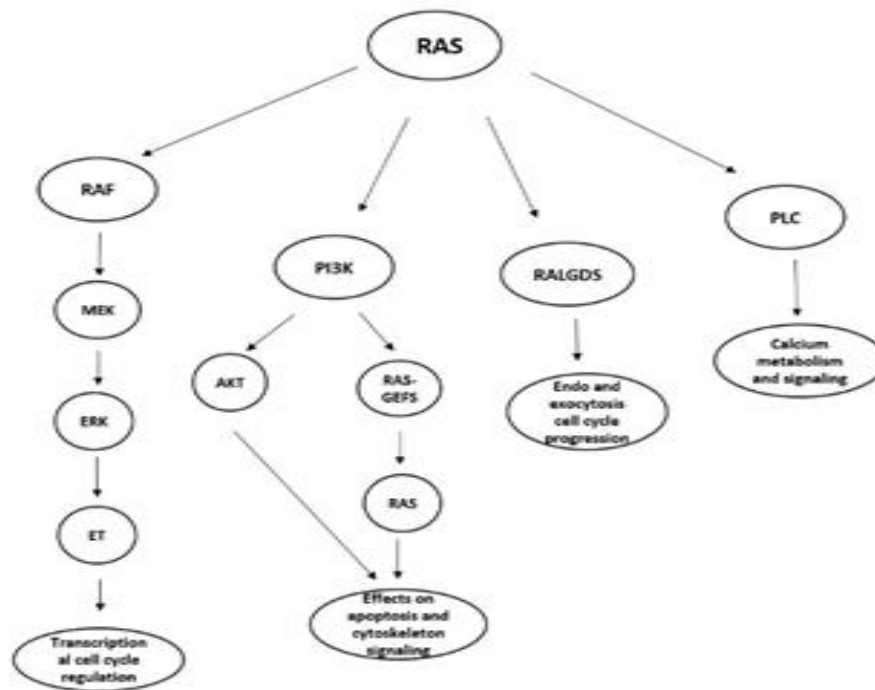 RAS
RAF
PLC
PI3K
RALGDS
MEK
Calcium
metabolism
and signaling
AKT
RAS-
GEFS
Endo and
exocytosis
cell cycle
progression
ERK
RAS
ET
Effects on
apoptosis and
cytoskeleton
signaling
Transcription
al cell cycle
regulation